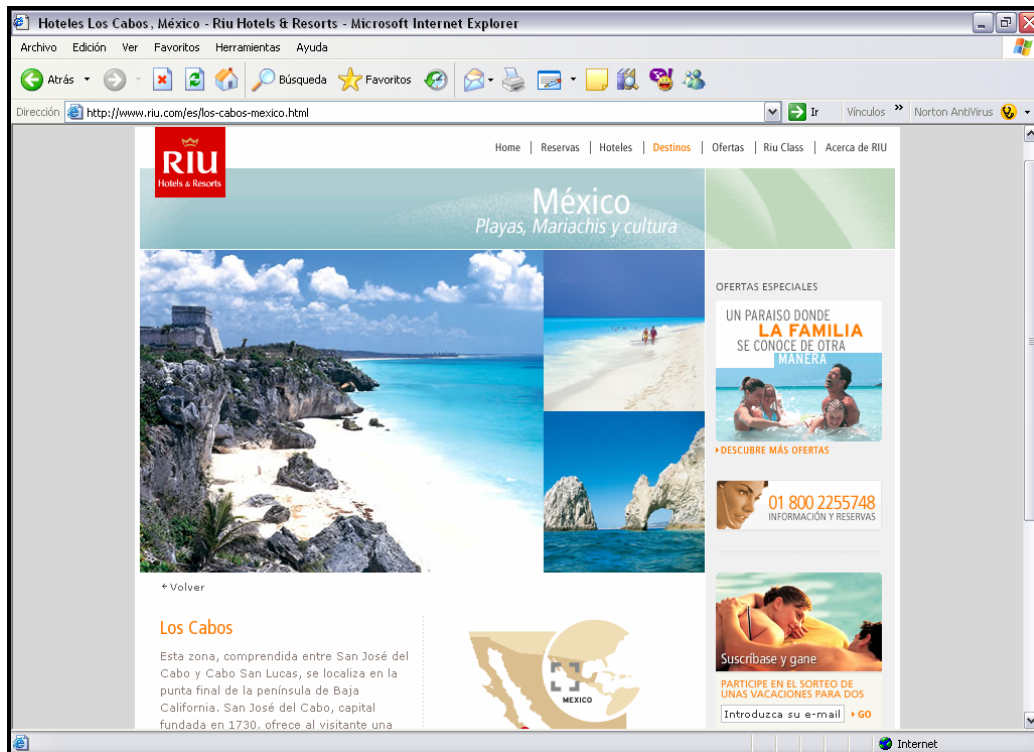 Hoteles Los Cabos, México - Riu Hotels & Resorts - Microsoft Internet Explorer
Archivo Edición Ver Favoritos Herramientas Ayuda
Atrás Búsqueda Favoritos
Dirección http://www.riu.com/es/los-cabos-mexico.html Ir Vínculos » Norton AntiVirus
RIU
Hotels & Resorts
Home | Reservas | Hoteles | Destinos | Ofertas | Riu Class | Acerca de RIU
México
Playas, Mariachis y cultura
OFERTAS ESPECIALES
UN PARAISO DONDE
LA FAMILIA
SE CONOCE DE OTRA
MANERA
DESCUBRE MÁS OFERTAS
01 800 2255748
INFORMACIÓN Y RESERVAS
Volver
Los Cabos
Esta zona, comprendida entre San José del
Cabo y Cabo San Lucas, se localiza en la
punta final de la península de Baja
California. San José del Cabo, capital
fundada en 1730, ofrece al visitante una
MEXICO
Suscríbase y gane
PARTICIPE EN EL SORTEO DE
UNAS VACACIONES PARA DOS
Introduzca su e-mail GO
Internet